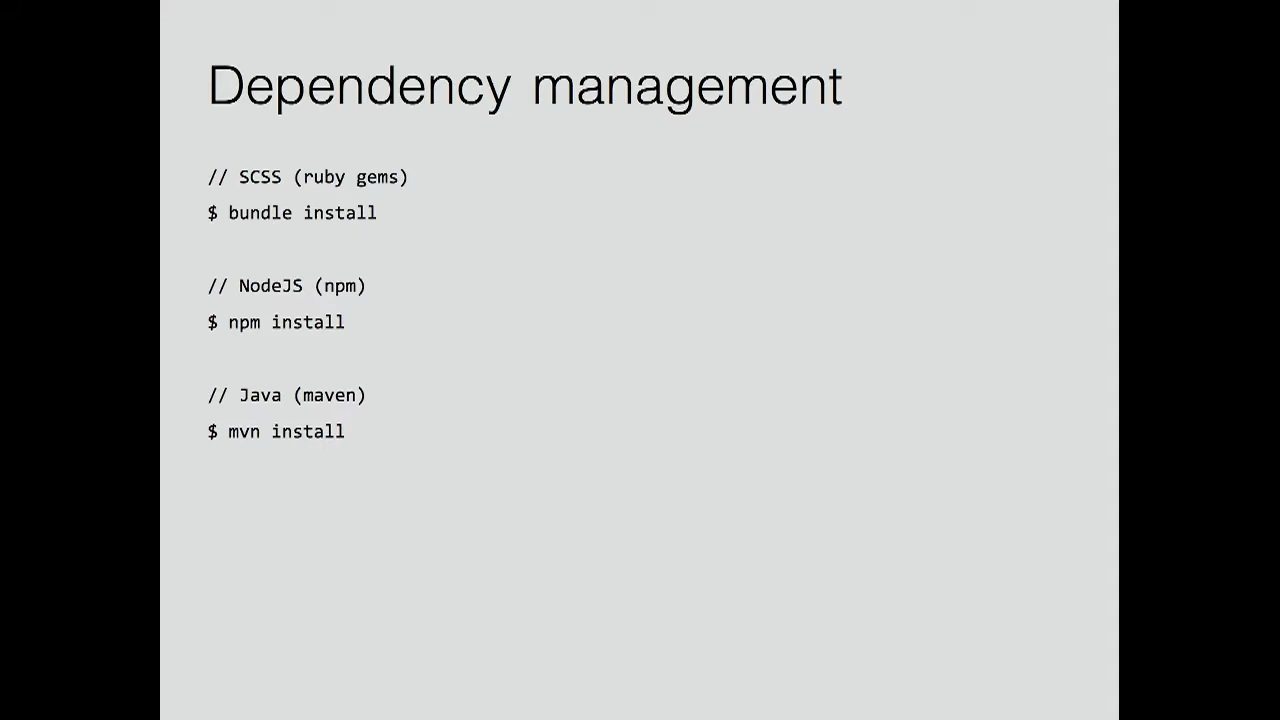 Dependency management
// SCSS (ruby gems)
$ bundle install
// NodeJS (npm)
$ npm install
// Java (maven)
$ mvn install